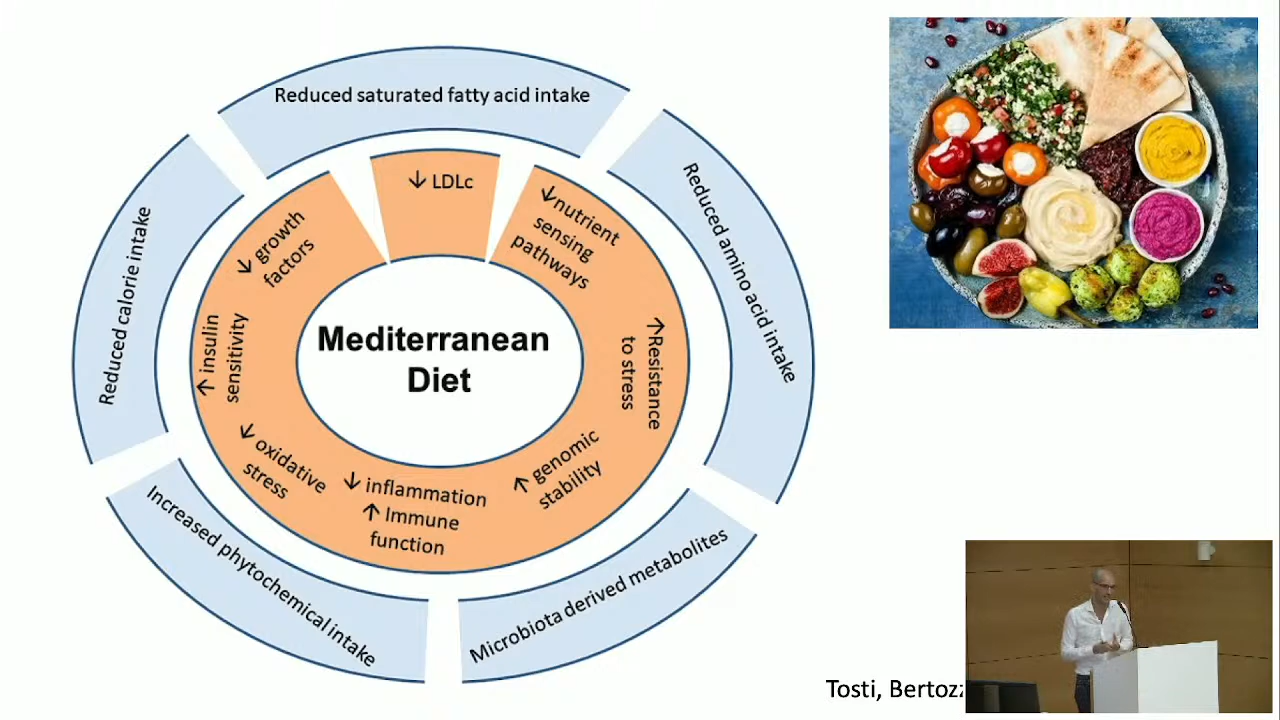 Reduced saturated fatty acid intake
Reduced calorie intake
Reduced amino acid intake
Increased phytochemical intake
Microbiota derived metabolites
↓ LDLc
↓ growth
factors
↓ nutrient
sensing
pathways
↑ insulin
sensitivity
↑ Resistance
to stress
↓ oxidative
stress
↓ inflammation
↑ Immune
function
↑ genomic
stability
Mediterranean
Diet
Tosti,